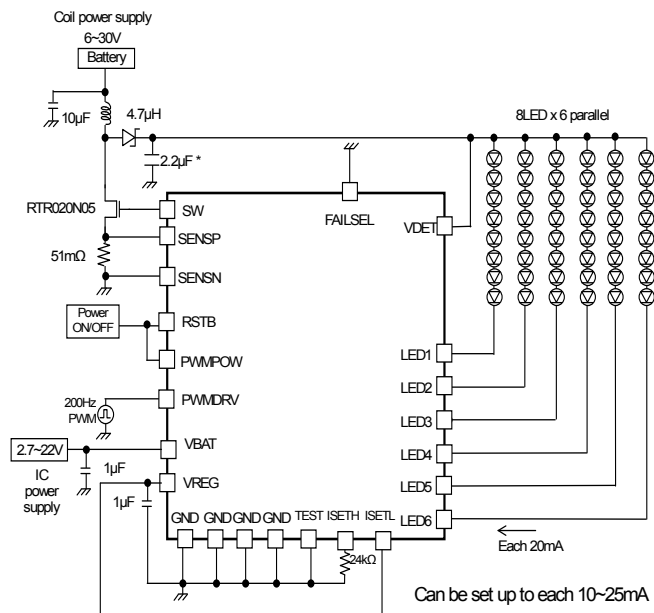 Coil power supply
6~30V
Battery
10µF
4.7µH
2.2µF *
8LED x 6 parallel
RTR020N05
SW
FAILSEL
VDET
SENSP
51mΩ
SENSN
Power
ON/OFF
RSTB
PWMPOW
LED1
LED2
200Hz
PWM
PWMDRV
LED3
2.7~22V
VBAT
LED4
IC
power
supply
1µF
VREG
LED5
1µF
GND
GND
GND
GND
TEST
ISETH
ISETL
LED6
24kΩ
Each 20mA
Can be set up to each 10~25mA